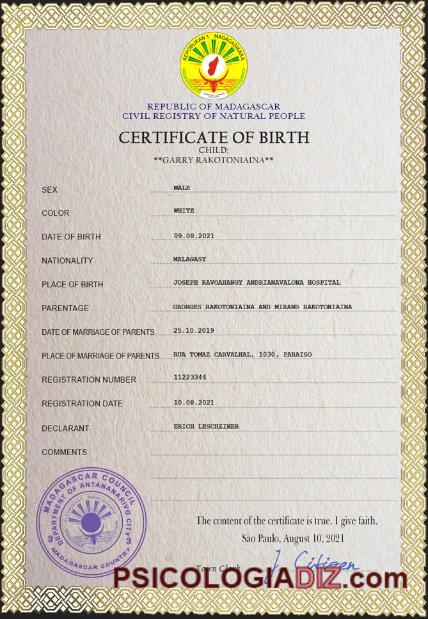 REPOBLIKAN'I MADAGASIKARA
REPUBLIC OF MADAGASCAR
CIVIL REGISTRY OF NATURAL PEOPLE
CERTIFICATE OF BIRTH
CHILD:
**GARRY RAKOTONIAINA**
SEX MALE
COLOR WHITE
DATE OF BIRTH 09.08.2021
NATIONALITY MALAGASY
PLACE OF BIRTH JOSEPH RAVOAHANGY ANDRIANAVALONA HOSPITAL
PARENTAGE GEORGES RAKOTONIAINA AND MIRAND RAKOTONIAINA
DATE OF MARRIAGE OF PARENTS 25.10.2019
PLACE OF MARRIAGE OF PARENTS RUA TOMAZ CARVALHAL, 1030, PARAISO
REGISTRATION NUMBER 11223344
REGISTRATION DATE 10.08.2021
DECLARANT ERICH LESCHZINER
COMMENTS
MADAGASCAR COUNCIL
DEPARTMENT OF ANTANANARIVO CITY
MADAGASCAR COUNTRY
The content of the certificate is true. I give faith.
Sao Paulo, August 10, 2021
Town Clerk J. Citizen
PSICOLOGIADIZ.com